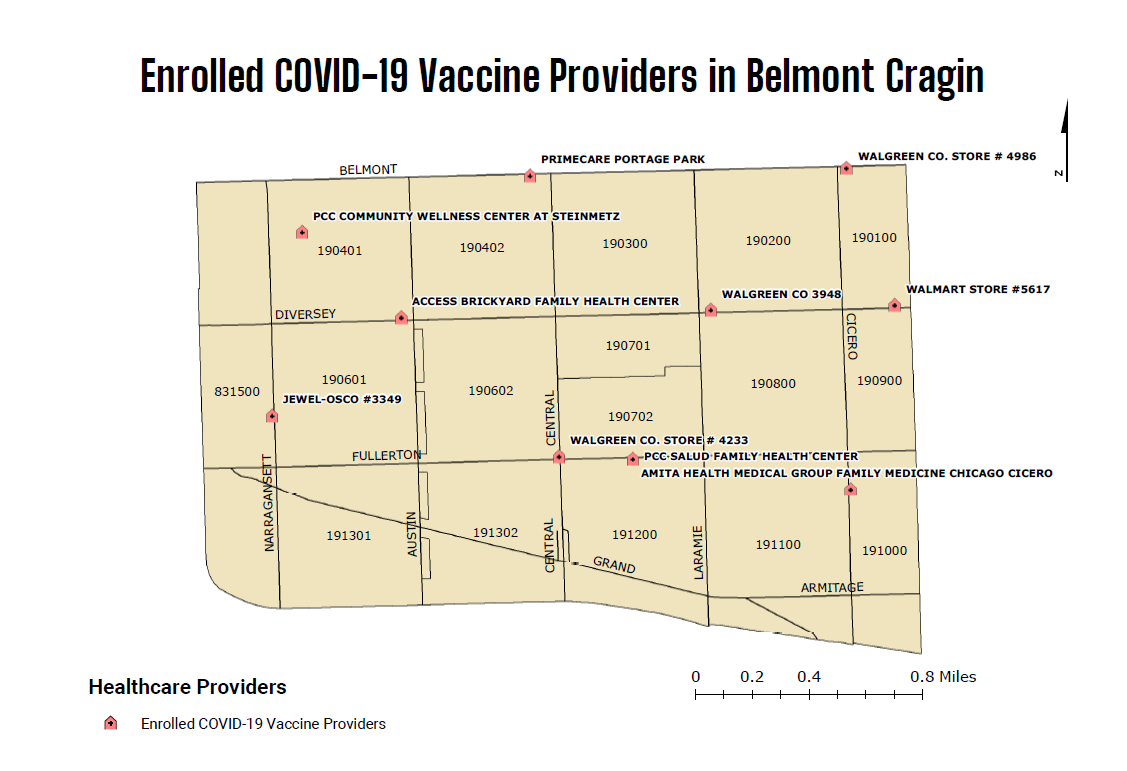 Enrolled COVID-19 Vaccine Providers in Belmont Cragin
N
PRIMECARE PORTAGE PARK
WALGREEN CO. STORE # 4986
BELMONT
PCC COMMUNITY WELLNESS CENTER AT STEINMETZ
190401
190402
190300
190200
190100
ACCESS BRICKYARD FAMILY HEALTH CENTER
WALGREEN CO 3948
WALMART STORE #5617
DIVERSEY
CICERO
190701
831500
190601
190602
190800
190900
JEWEL-OSCO #3349
190702
CENTRAL
WALGREEN CO. STORE # 4233
FULLERTON
PCC SALUD FAMILY HEALTH CENTER
AMITA HEALTH MEDICAL GROUP FAMILY MEDICINE CHICAGO CICERO
NARRAGANSETT
191301
AUSTIN
191302
CENTRAL
191200
LARAMIE
191100
191000
GRAND
ARMITAGE
0 0.2 0.4 0.8 Miles
Healthcare Providers
Enrolled COVID-19 Vaccine Providers